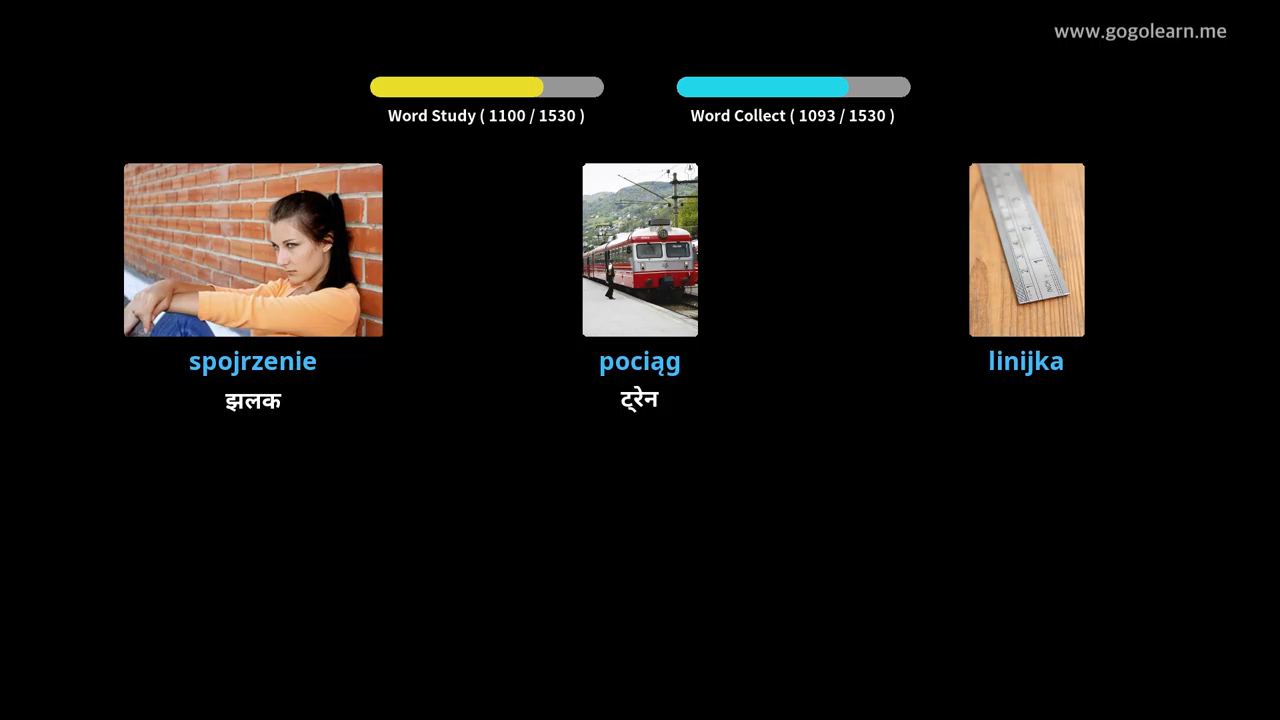 www.gogolearn.me
Word Study ( 1100 / 1530 )
Word Collect ( 1093 / 1530 )
spojrzenie
झलक
pociąg
ट्रेन
linijka